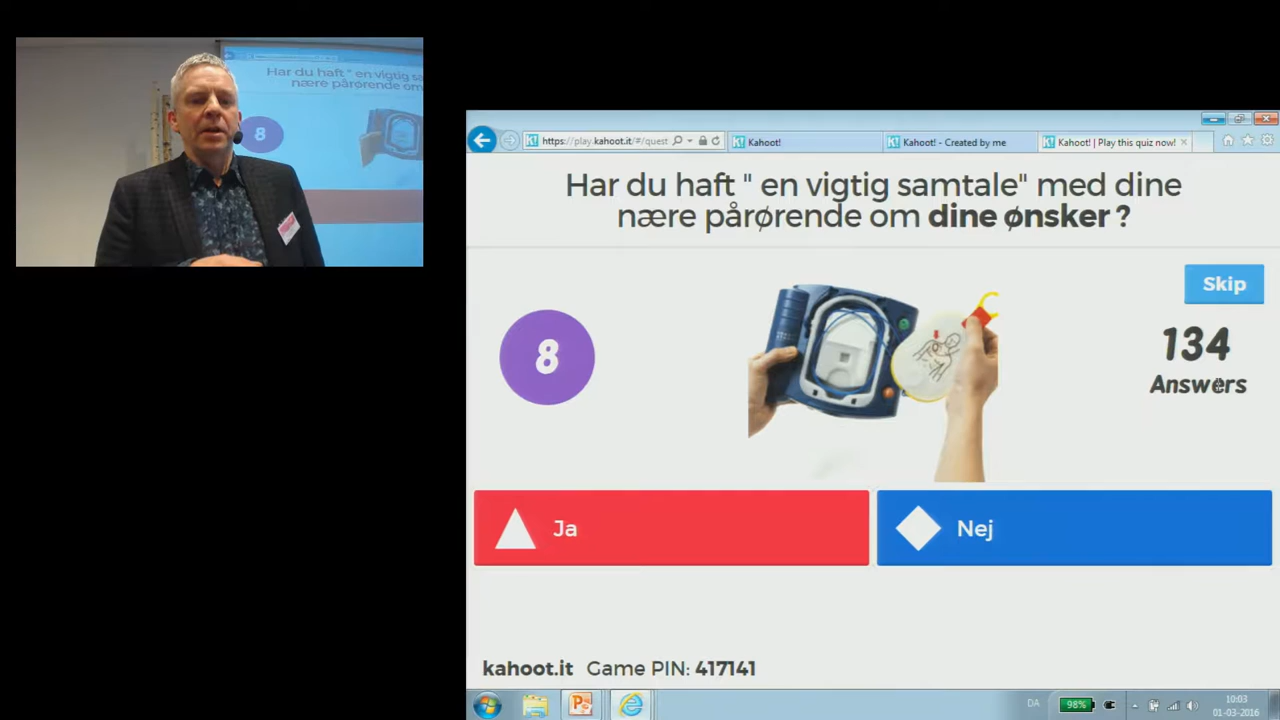 Har du haft " en vigtig sa
nære pårørende om
8
https://play.kahoot.it/#/quest
Kahoot!
Kahoot! - Created by me
Kahoot! | Play this quiz now!
Har du haft " en vigtig samtale" med dine
nære pårørende om dine ønsker ?
Skip
8
134
Answers
Ja
Nej
kahoot.it Game PIN: 417141
DA
98%
10:03
01-03-2016